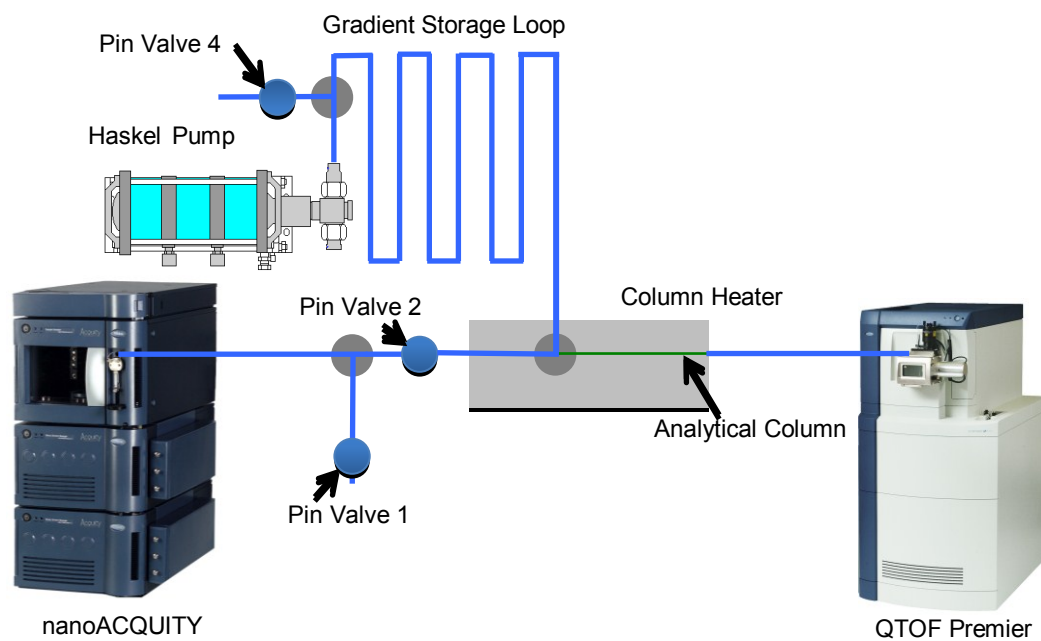 Gradient Storage Loop
Pin Valve 4
Haskel Pump
Pin Valve 2
Column Heater
Analytical Column
Pin Valve 1
nanoACQUITY
QTOF Premier